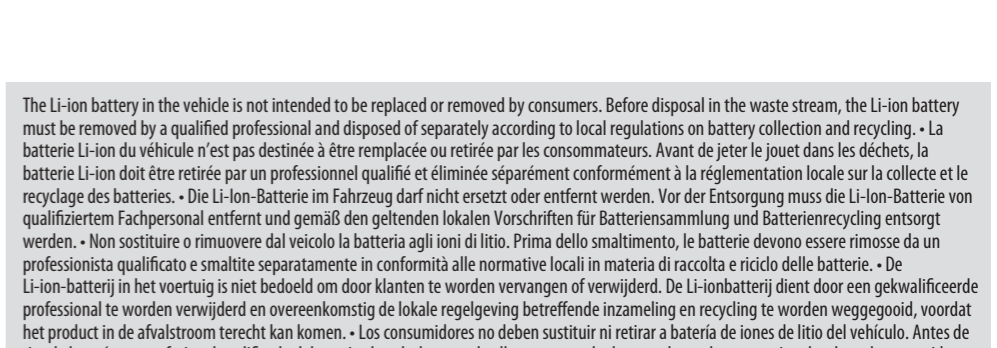 The Li-ion battery in the vehicle is not intended to be replaced or removed by consumers. Before disposal in the waste stream, the Li-ion battery
must be removed by a qualified professional and disposed of separately according to local regulations on battery collection and recycling. • La
batterie Li-ion du véhicule n’est pas destinée à être remplacée ou retirée par les consommateurs. Avant de jeter le jouet dans les déchets, la
batterie Li-ion doit être retirée par un professionnel qualifié et éliminée séparément conformément à la réglementation locale sur la collecte et le
recyclage des batteries. • Die Li-Ion-Batterie im Fahrzeug darf nicht ersetzt oder entfernt werden. Vor der Entsorgung muss die Li-Ion-Batterie von
qualifiziertem Fachpersonal entfernt und gemäß den geltenden lokalen Vorschriften für Batteriensammlung und Batterienrecycling entsorgt
werden. • Non sostituire o rimuovere dal veicolo la batteria agli ioni di litio. Prima dello smaltimento, le batterie devono essere rimosse da un
professionista qualificato e smaltite separatamente in conformità alle normative locali in materia di raccolta e riciclo delle batterie. • De
Li-ion-batterij in het voertuig is niet bedoeld om door klanten te worden vervangen of verwijderd. De Li-ionbatterij dient door een gekwalificeerde
professional te worden verwijderd en overeenkomstig de lokale regelgeving betreffende inzameling en recycling te worden weggegooid, voordat
het product in de afvalstroom terecht kan komen. • Los consumidores no deben sustituir ni retirar a batería de iones de litio del vehículo. Antes de